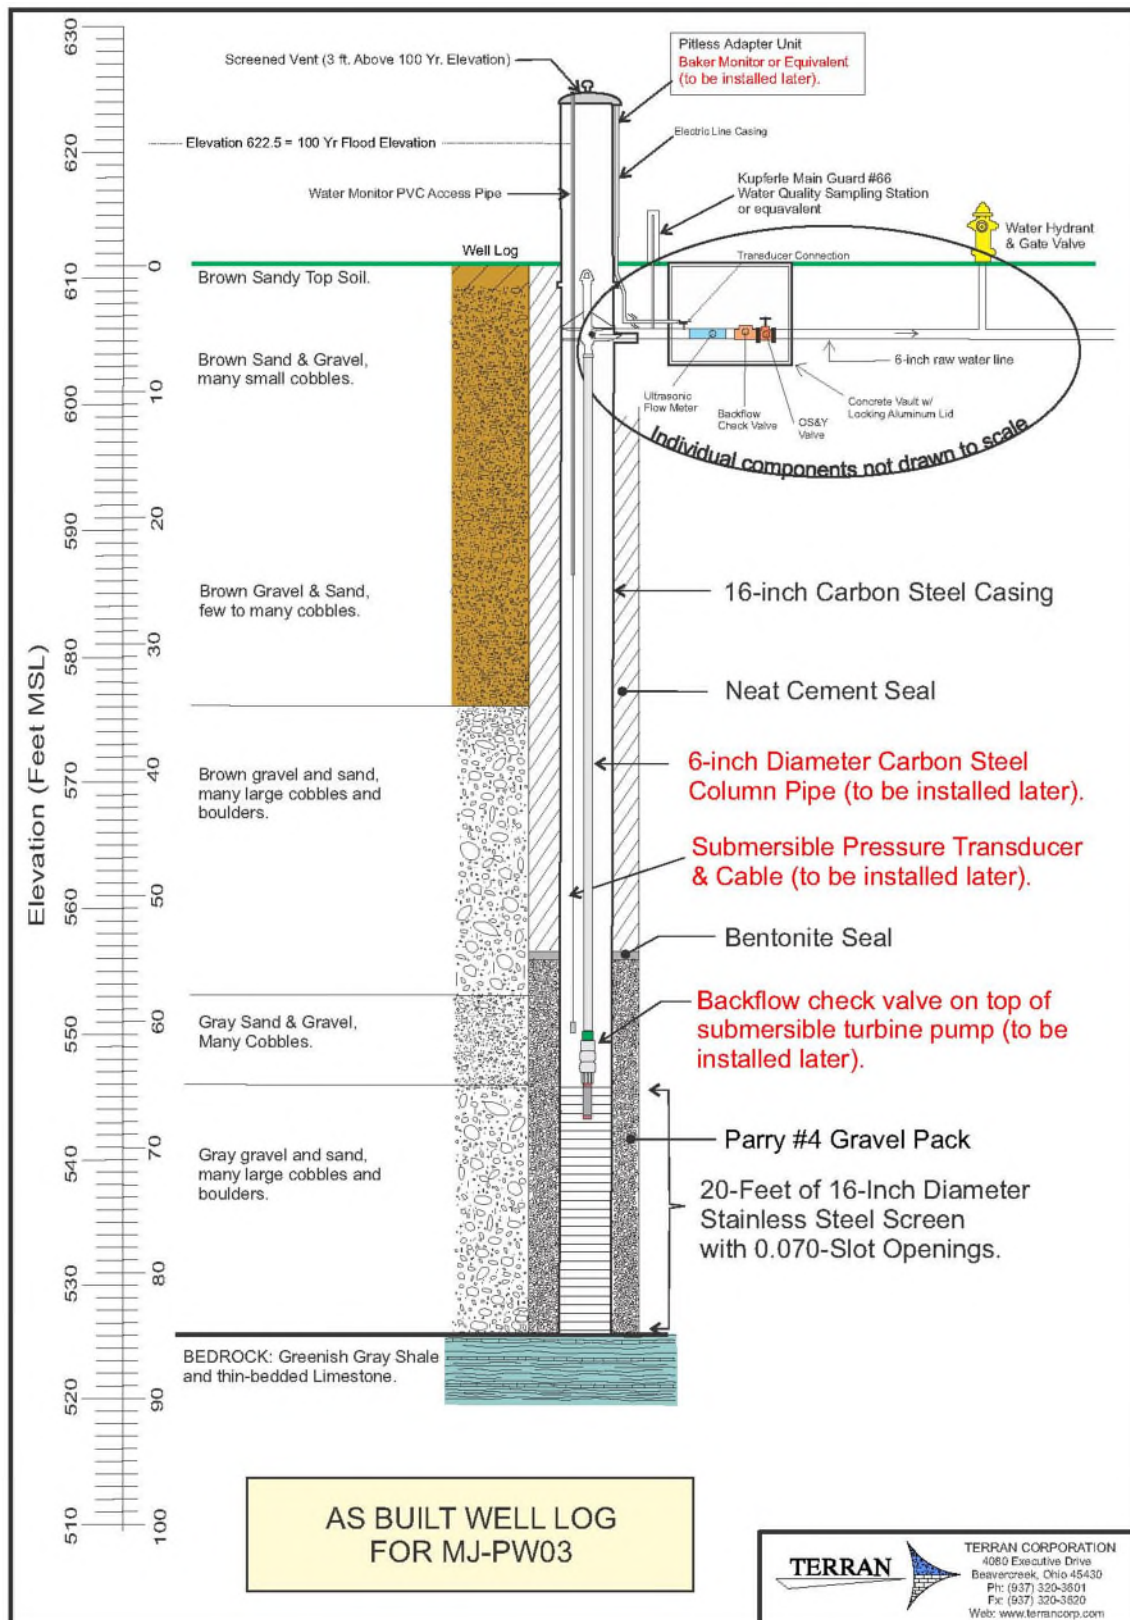 630
620
610
600
590
580
570
560
550
540
530
520
510
Elevation (Feet MSL)
0
10
20
30
40
50
60
70
80
90
100
Screened Vent (3 ft. Above 100 Yr. Elevation)
Pitless Adapter Unit
Baker Monitor or Equivalent
(to be installed later).
Elevation 622.5 = 100 Yr Flood Elevation
Electric Line Casing
Water Monitor PVC Access Pipe
Kupferle Main Guard #66
Water Quality Sampling Station
or equavalent
Water Hydrant
& Gate Valve
Well Log
Transducer Connection
Brown Sandy Top Soil.
Brown Sand & Gravel,
many small cobbles.
6-inch raw water line
Ultrasonic
Flow Meter
Backflow
Check Valve
OS&Y
Valve
Concrete Vault w/
Locking Aluminum Lid
Individual components not drawn to scale
Brown Gravel & Sand,
few to many cobbles.
16-inch Carbon Steel Casing
Neat Cement Seal
Brown gravel and sand,
many large cobbles and
boulders.
6-inch Diameter Carbon Steel
Column Pipe (to be installed later).
Submersible Pressure Transducer
& Cable (to be installed later).
Bentonite Seal
Gray Sand & Gravel,
Many Cobbles.
Backflow check valve on top of
submersible turbine pump (to be
installed later).
Gray gravel and sand,
many large cobbles and
boulders.
Parry #4 Gravel Pack
20-Feet of 16-Inch Diameter
Stainless Steel Screen
with 0.070-Slot Openings.
BEDROCK: Greenish Gray Shale
and thin-bedded Limestone.
AS BUILT WELL LOG
FOR MJ-PW03
TERRAN
TERRAN CORPORATION
4080 Executive Drive
Beavercreek, Ohio 45430
Ph: (937) 320-3601
Fx: (937) 320-3620
Web: www.terrancorp.com